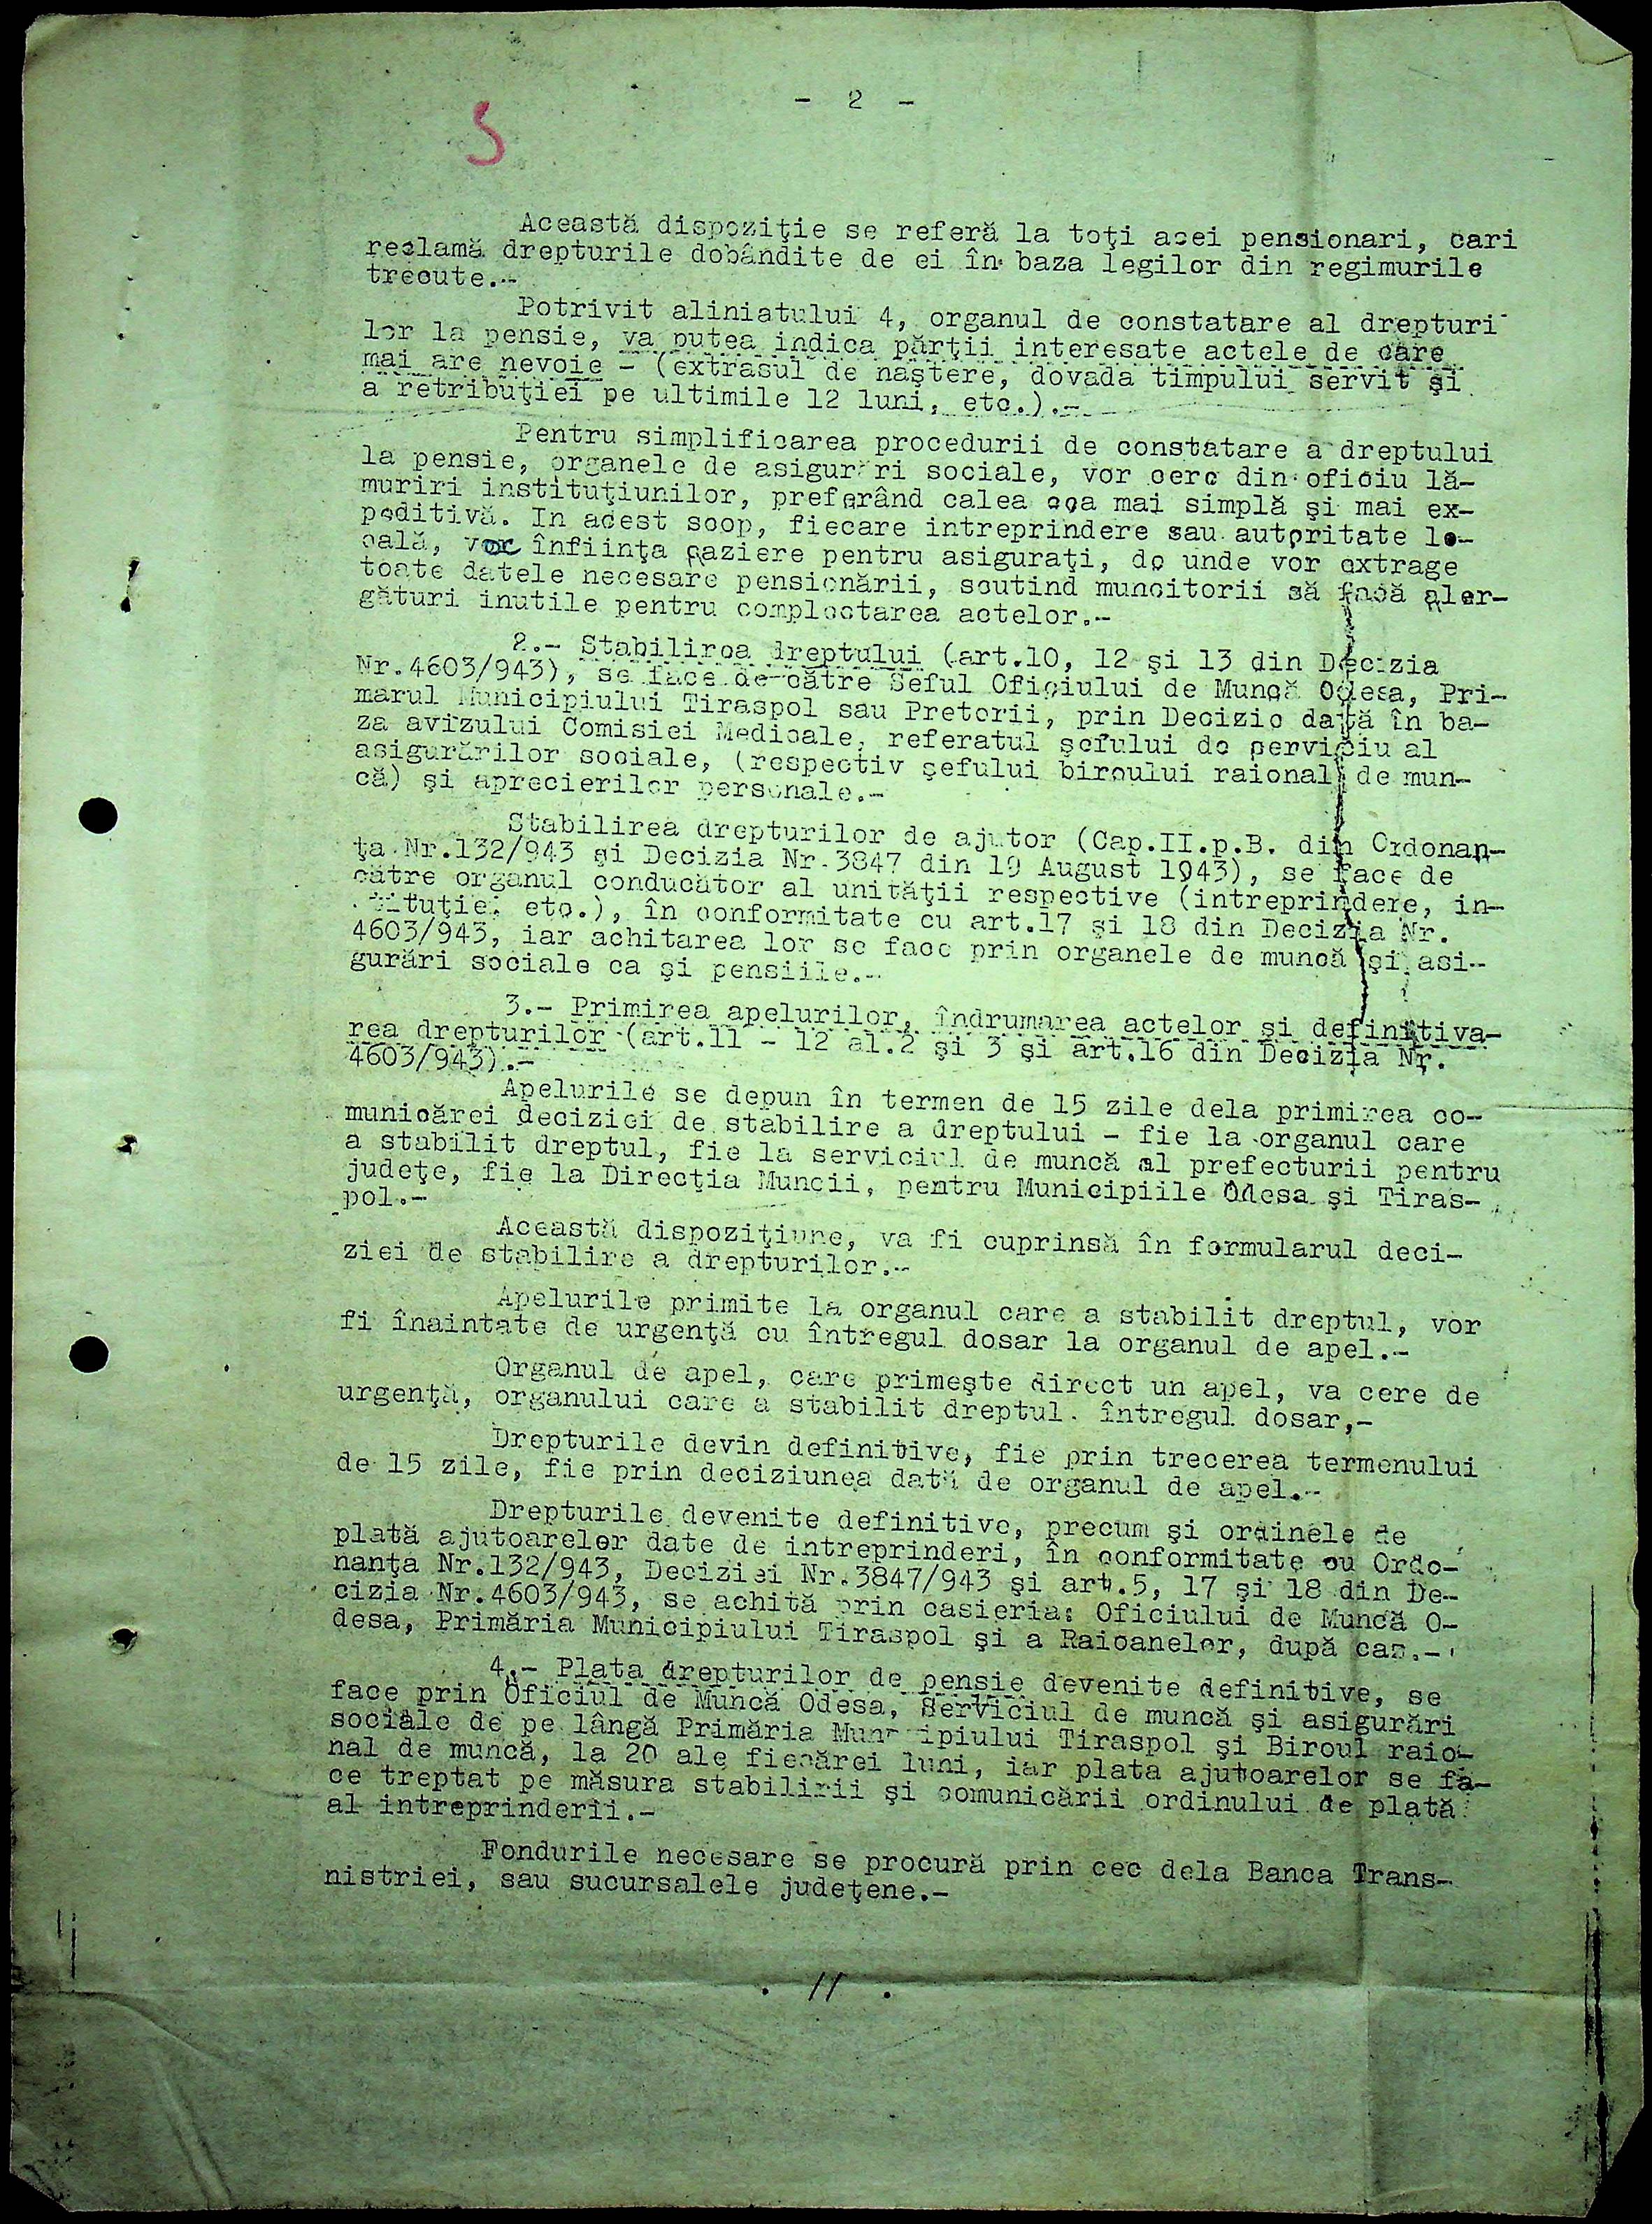 - 2 -
5
Această dispoziţie se referă la toţi acei pensionari, cari
reclamă drepturile dobândite de ei în baza legilor din regimurile
trecute.-
Potrivit aliniatului 4, organul de constatare al drepturi-
lor la pensie, va putea indica părţii interesate actele de care
mai are nevoie - (extrasul de naştere, dovada timpului servit şi
a retribuţiei pe ultimile 12 luni, etc.).-
Pentru simplificarea procedurii de constatare a dreptului
la pensie, organele de asigurări sociale, vor cere din oficiu lă-
muriri instituţiunilor, preferând calea cea mai simplă şi mai ex-
peditivă. In acest scop, fiecare intreprindere sau autoritate lo-
cală, vor înfiinţa caziere pentru asiguraţi, de unde vor extrage
toate datele necesare pensionării, scutind muncitorii să facă aler-
gături inutile pentru complectarea actelor.-
2.- Stabilirea dreptului (art.10, 12 şi 13 din Decizia
Nr.4603/943), se face de către Seful Oficiului de Muncă Odesa, Pri-
marul Municipiului Tiraspol sau Pretorii, prin Decizie dată în ba-
za avizului Comisiei Medicale, referatul şefului de serviciu al
asigurărilor sociale, (respectiv şefului biroului raional de mun-
că) şi aprecierilor personale.-
Stabilirea drepturilor de ajutor (Cap.II.p.B. din Ordonan-
ţa Nr.132/943 şi Decizia Nr.3847 din 19 August 1943), se face de
către organul conducător al unităţii respective (intreprindere, in-
stituţie, etc.), în conformitate cu art.17 şi 18 din Decizia Nr.
4603/943, iar achitarea lor se face prin organele de muncă şi asi-
gurări sociale ca şi pensiile.-
3.- Primirea apelurilor, îndrumarea actelor şi definitiva-
rea drepturilor (art.11 - 12 al.2 şi 3 şi art.16 din Decizia Nr.
4603/943).-
Apelurile se depun în termen de 15 zile dela primirea co-
municărei deciziei de stabilire a dreptului - fie la organul care
a stabilit dreptul, fie la serviciul de muncă al prefecturii pentru
judeţe, fie la Direcţia Muncii, pentru Municipiile Odesa şi Tiras-
pol.-
Această dispoziţiune, va fi cuprinsă în formularul deci-
ziei de stabilire a drepturilor.-
Apelurile primite la organul care a stabilit dreptul, vor
fi înaintate de urgenţă cu întregul dosar la organul de apel.-
Organul de apel, care primeşte direct un apel, va cere de
urgenţă, organului care a stabilit dreptul. întregul dosar,-
Drepturile devin definitive, fie prin trecerea termenului
de 15 zile, fie prin deciziunea dată de organul de apel.-
Drepturile devenite definitive, precum şi ordinele de
plată ajutoarelor date de intreprinderi, în conformitate cu Ordo-
nanţa Nr.132/943, Deciziei Nr.3847/943 şi art.5, 17 şi 18 din De-
cizia Nr.4603/943, se achită prin casieria: Oficiului de Muncă O-
desa, Primăria Municipiului Tiraspol şi a Raioanelor, după caz.-
4.- Plata drepturilor de pensie devenite definitive, se
face prin Oficiul de Muncă Odesa, Serviciul de muncă şi asigurări
sociale de pe lângă Primăria Municipiului Tiraspol şi Biroul raio-
nal de muncă, la 20 ale fiecărei luni, iar plata ajutoarelor se fa-
ce treptat pe măsura stabilirii şi comunicării ordinului de plată
al intreprinderii.-
Fondurile necesare se procură prin cec dela Banca Trans-
nistriei, sau sucursalele judeţene.-
. // .